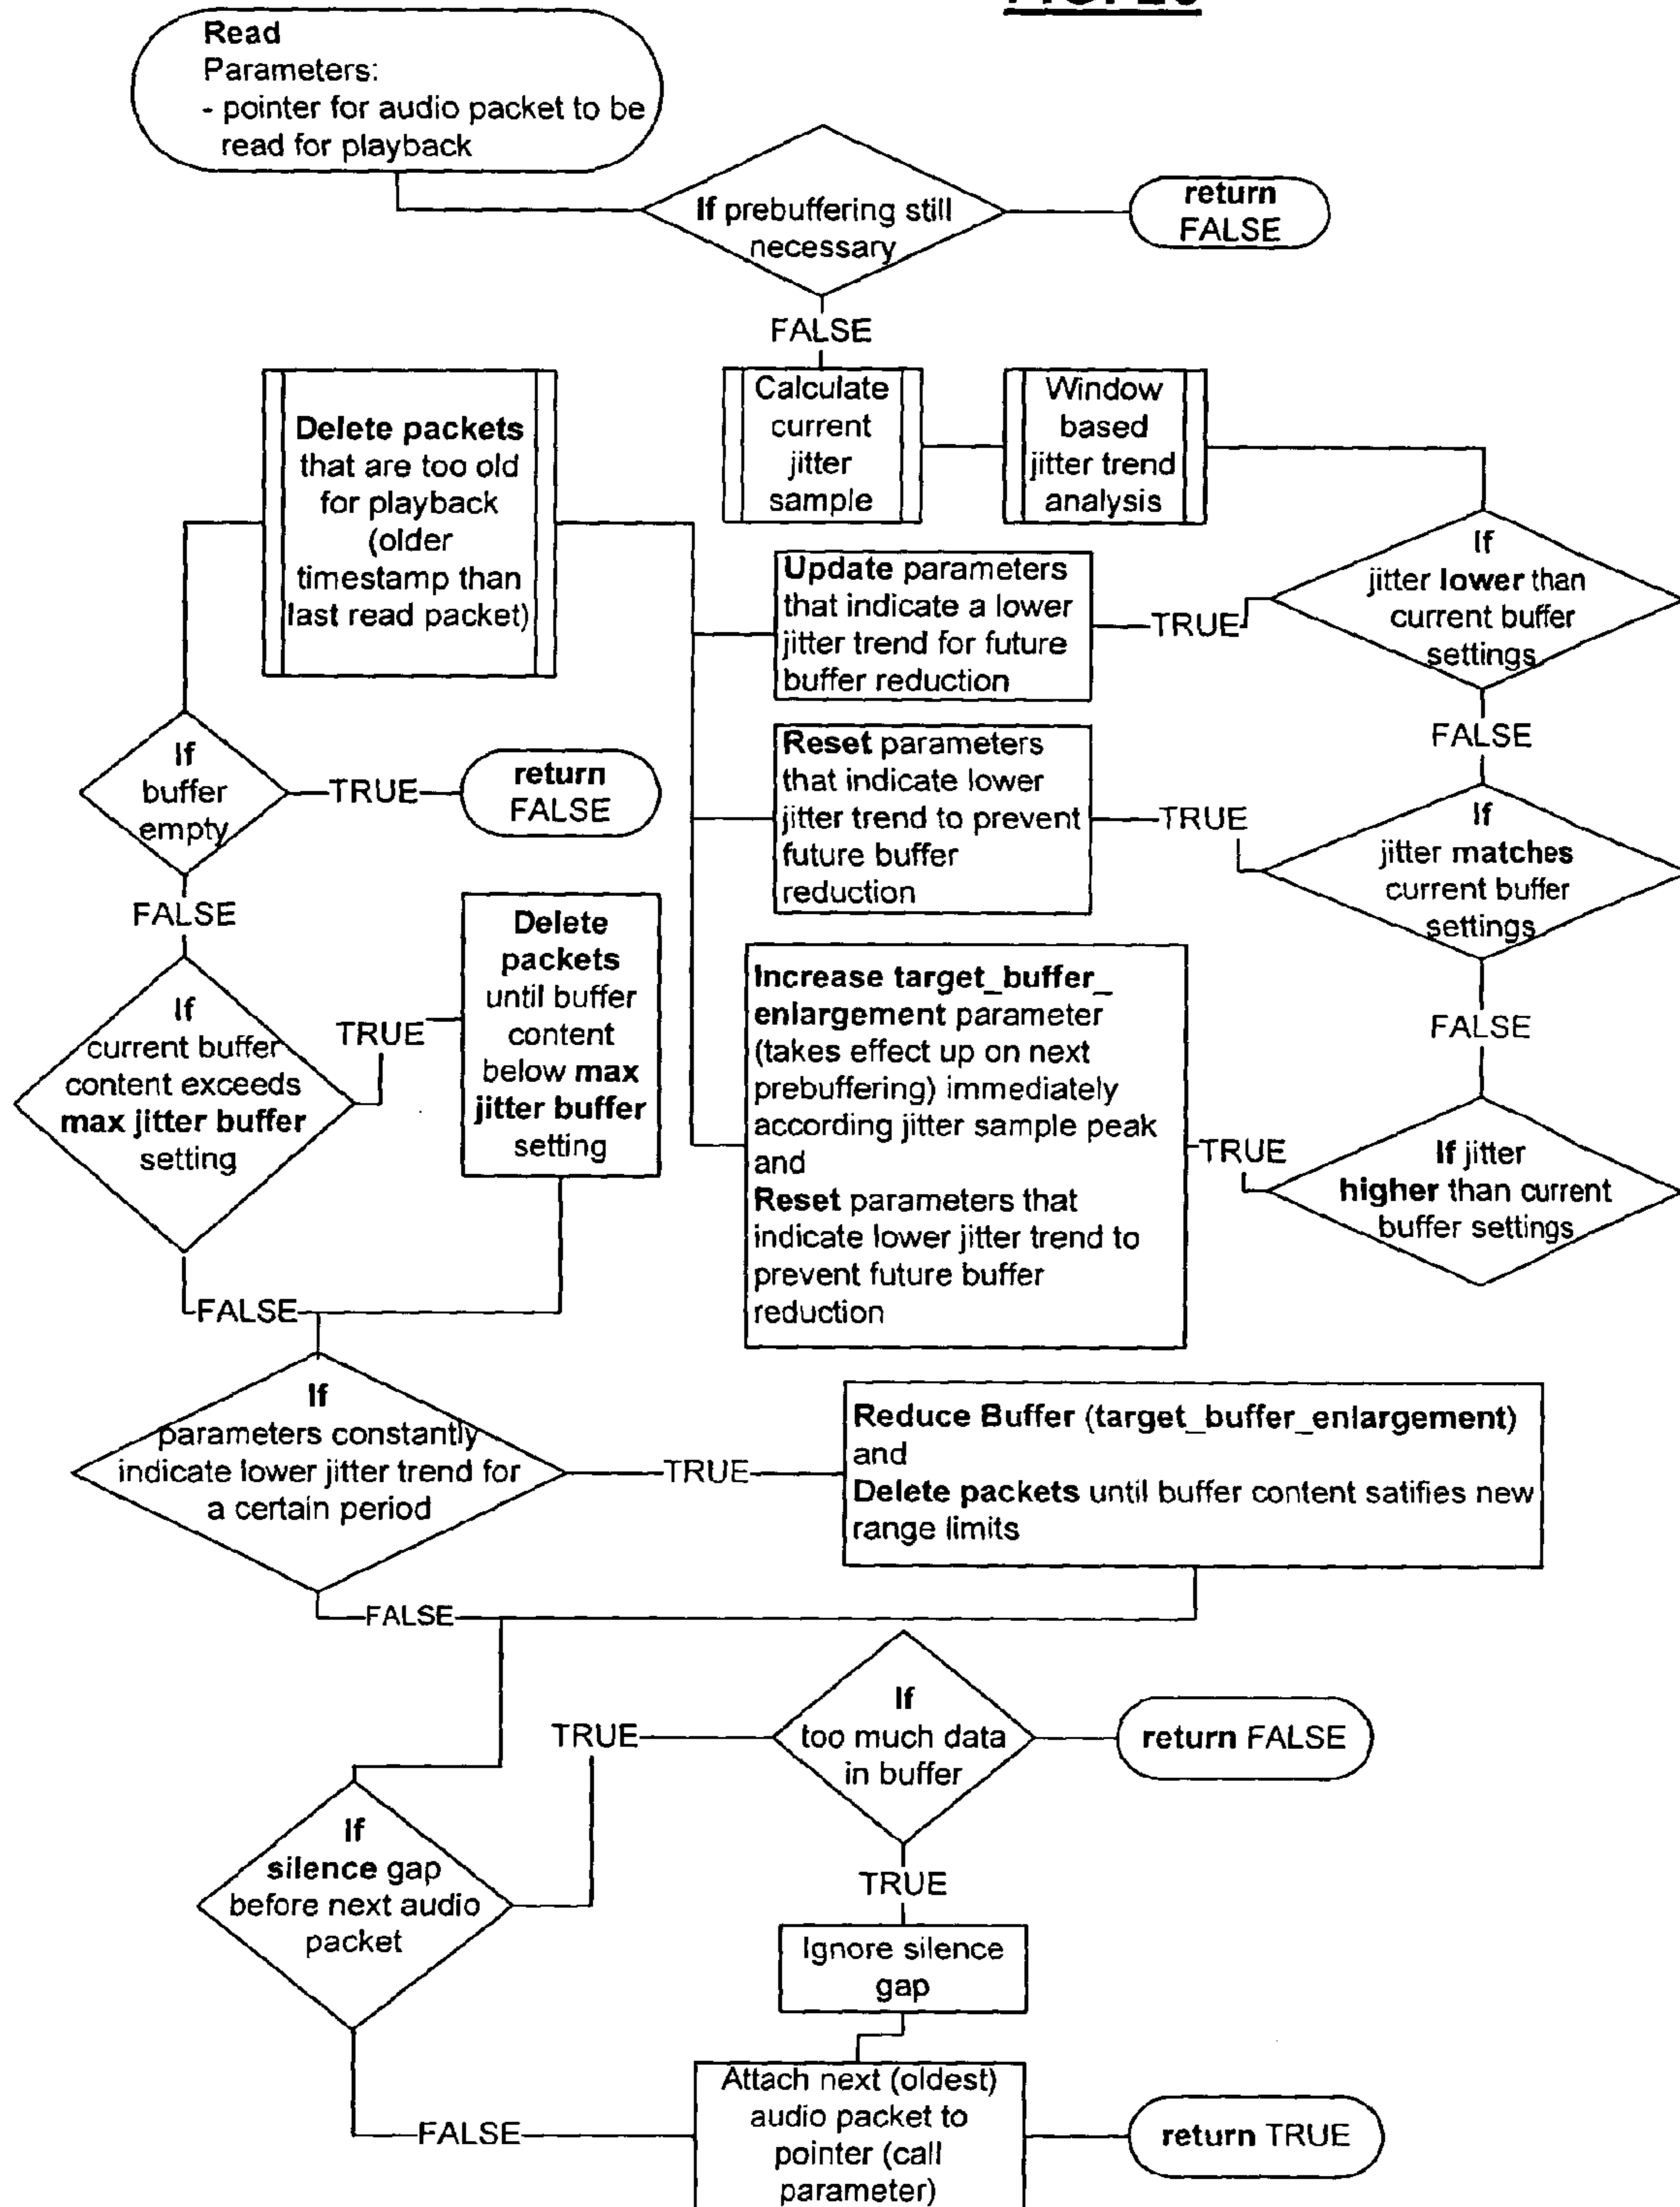 Read
Parameters:
- pointer for audio packet to be
read for playback
If prebuffering still
necessary
return
FALSE
FALSE
Calculate
current
jitter
sample
Window
based
jitter trend
analysis
Delete packets
that are too old
for playback
(older
timestamp than
last read packet)
If
jitter lower than
current buffer
settings
TRUE
Update parameters
that indicate a lower
jitter trend for future
buffer reduction
FALSE
If
jitter matches
current buffer
settings
TRUE
Reset parameters
that indicate lower
jitter trend to prevent
future buffer
reduction
FALSE
If jitter
higher than current
buffer settings
TRUE
Increase target_buffer_
enlargement parameter
(takes effect up on next
prebuffering) immediately
according jitter sample peak
and
Reset parameters that
indicate lower jitter trend to
prevent future buffer
reduction
If
buffer
empty
TRUE
return
FALSE
FALSE
If
current buffer
content exceeds
max jitter buffer
setting
TRUE
Delete
packets
until buffer
content
below max
jitter buffer
setting
FALSE
If
parameters constantly
indicate lower jitter trend for
a certain period
TRUE
Reduce Buffer (target_buffer_enlargement)
and
Delete packets until buffer content satifies new
range limits
FALSE
If
silence gap
before next audio
packet
TRUE
If
too much data
in buffer
return FALSE
TRUE
Ignore silence
gap
FALSE
Attach next (oldest)
audio packet to
pointer (call
parameter)
return TRUE